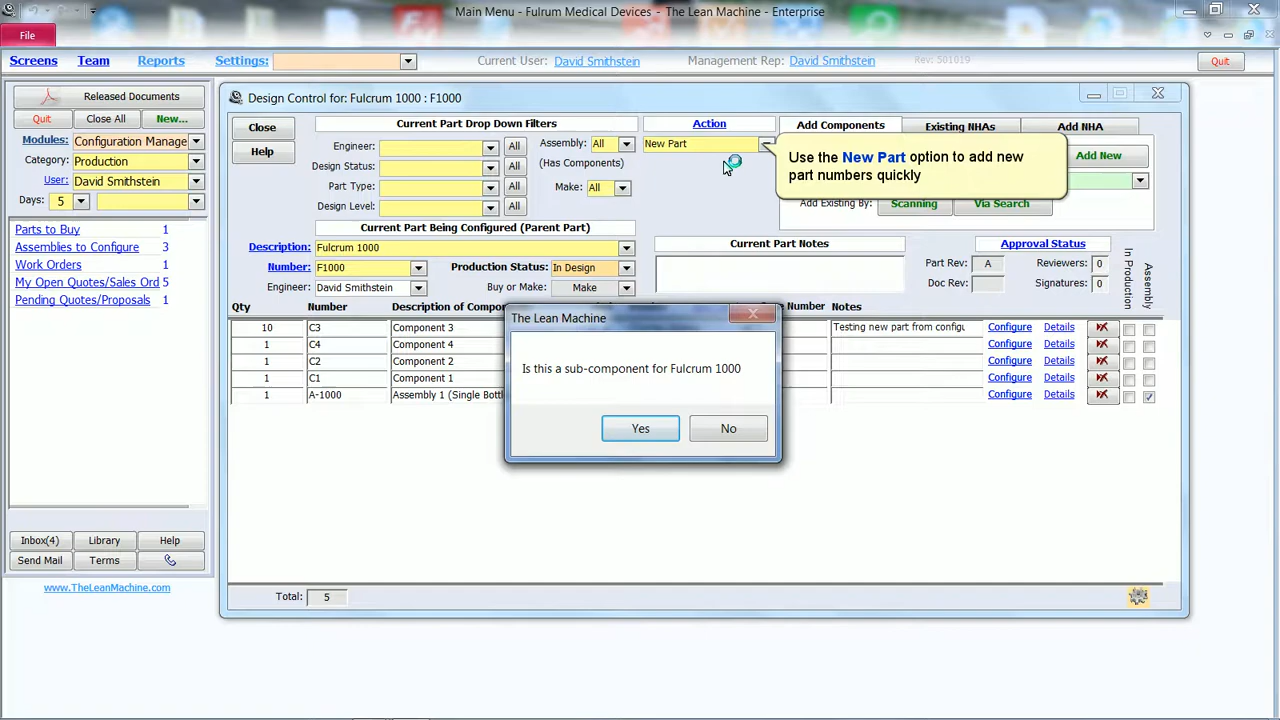 Main Menu - Fulrum Medical Devices - The Lean Machine - Enterprise
File
Screens Team Reports Settings: Current User: David Smithstein Management Rep: David Smithstein Rev: 501019 Quit
Released Documents
Quit Close All New...
Modules: Configuration Manage
Category: Production
User: David Smithstein
Days: 5
Parts to Buy 1
Assemblies to Configure 3
Work Orders 1
My Open Quotes/Sales Ord 5
Pending Quotes/Proposals 1
Inbox(4) Library Help
Send Mail Terms
www.TheLeanMachine.com
Design Control for: Fulcrum 1000 : F1000
Close
Help
Current Part Drop Down Filters
Engineer: All Assembly: All
Design Status: All (Has Components)
Part Type: All Make: All
Design Level: All
Action
New Part
Use the New Part option to add new
part numbers quickly
Add Components Existing NHAs Add NHA
Add New
Add Existing By: Scanning Via Search
Current Part Being Configured (Parent Part)
Description: Fulcrum 1000
Number: F1000 Production Status: In Design
Engineer: David Smithstein Buy or Make: Make
Current Part Notes
Approval Status
Part Rev: A Reviewers: 0
Doc Rev: Signatures: 0
In Production
Assembly
Qty Number Description of Compon Number Notes
10 C3 Component 3 Testing new part from configu Configure Details
1 C4 Component 4 Configure Details
1 C2 Component 2 Configure Details
1 C1 Component 1 Configure Details
1 A-1000 Assembly 1 (Single Bottl Configure Details
The Lean Machine
Is this a sub-component for Fulcrum 1000
Yes No
Total: 5